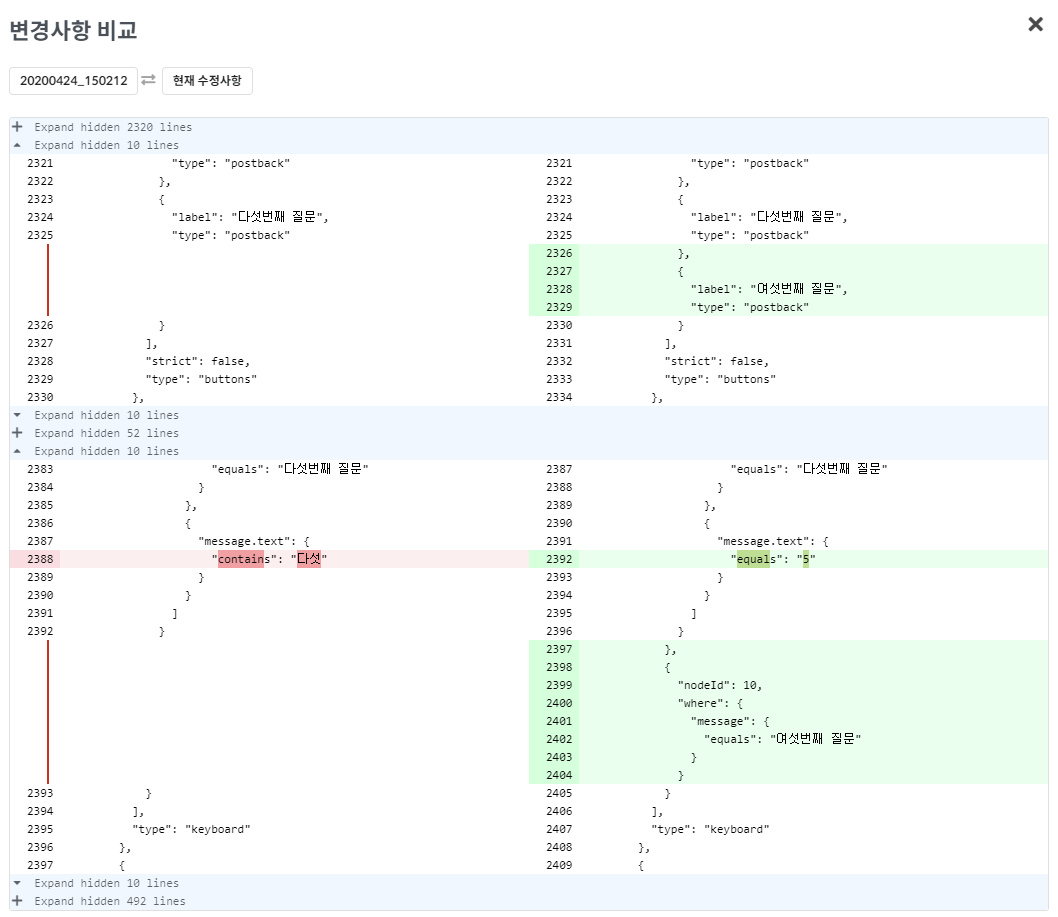 변경사항 비교
20200424_150212 현재 수정사항
Expand hidden 2320 lines
Expand hidden 10 lines
2321 "type": "postback" 2321 "type": "postback"
2322 }, 2322 },
2323 { 2323 {
2324 "label": "다섯번째 질문", 2324 "label": "다섯번째 질문",
2325 "type": "postback" 2325 "type": "postback"
2326 },
2327 {
2328 "label": "여섯번째 질문",
2329 "type": "postback"
2326 } 2330 }
2327 ], 2331 ],
2328 "strict": false, 2332 "strict": false,
2329 "type": "buttons" 2333 "type": "buttons"
2330 }, 2334 },
Expand hidden 10 lines
Expand hidden 52 lines
Expand hidden 10 lines
2383 "equals": "다섯번째 질문" 2387 "equals": "다섯번째 질문"
2384 } 2388 }
2385 }, 2389 },
2386 { 2390 {
2387 "message.text": { 2391 "message.text": {
2388 "contains": "다섯" 2392 "equals": "5"
2389 } 2393 }
2390 } 2394 }
2391 ] 2395 ]
2392 } 2396 }
2397 },
2398 {
2399 "nodeId": 10,
2400 "where": {
2401 "message": {
2402 "equals": "여섯번째 질문"
2403 }
2404 }
2393 } 2405 }
2394 ], 2406 ],
2395 "type": "keyboard" 2407 "type": "keyboard"
2396 }, 2408 },
2397 { 2409 {
Expand hidden 10 lines
Expand hidden 492 lines